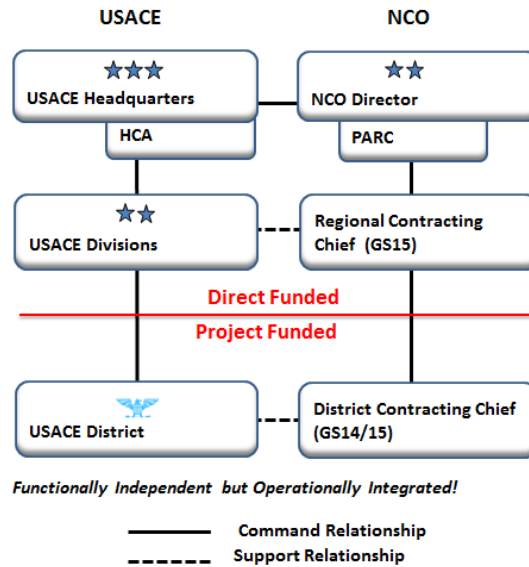 USACE
NCO
USACE Headquarters
NCO Director
HCA
PARC
USACE Divisions
Regional Contracting
Chief (GS15)
Direct Funded
Project Funded
USACE District
District Contracting Chief
(GS14/15)
Functionally Independent but Operationally Integrated!
Command Relationship
Support Relationship